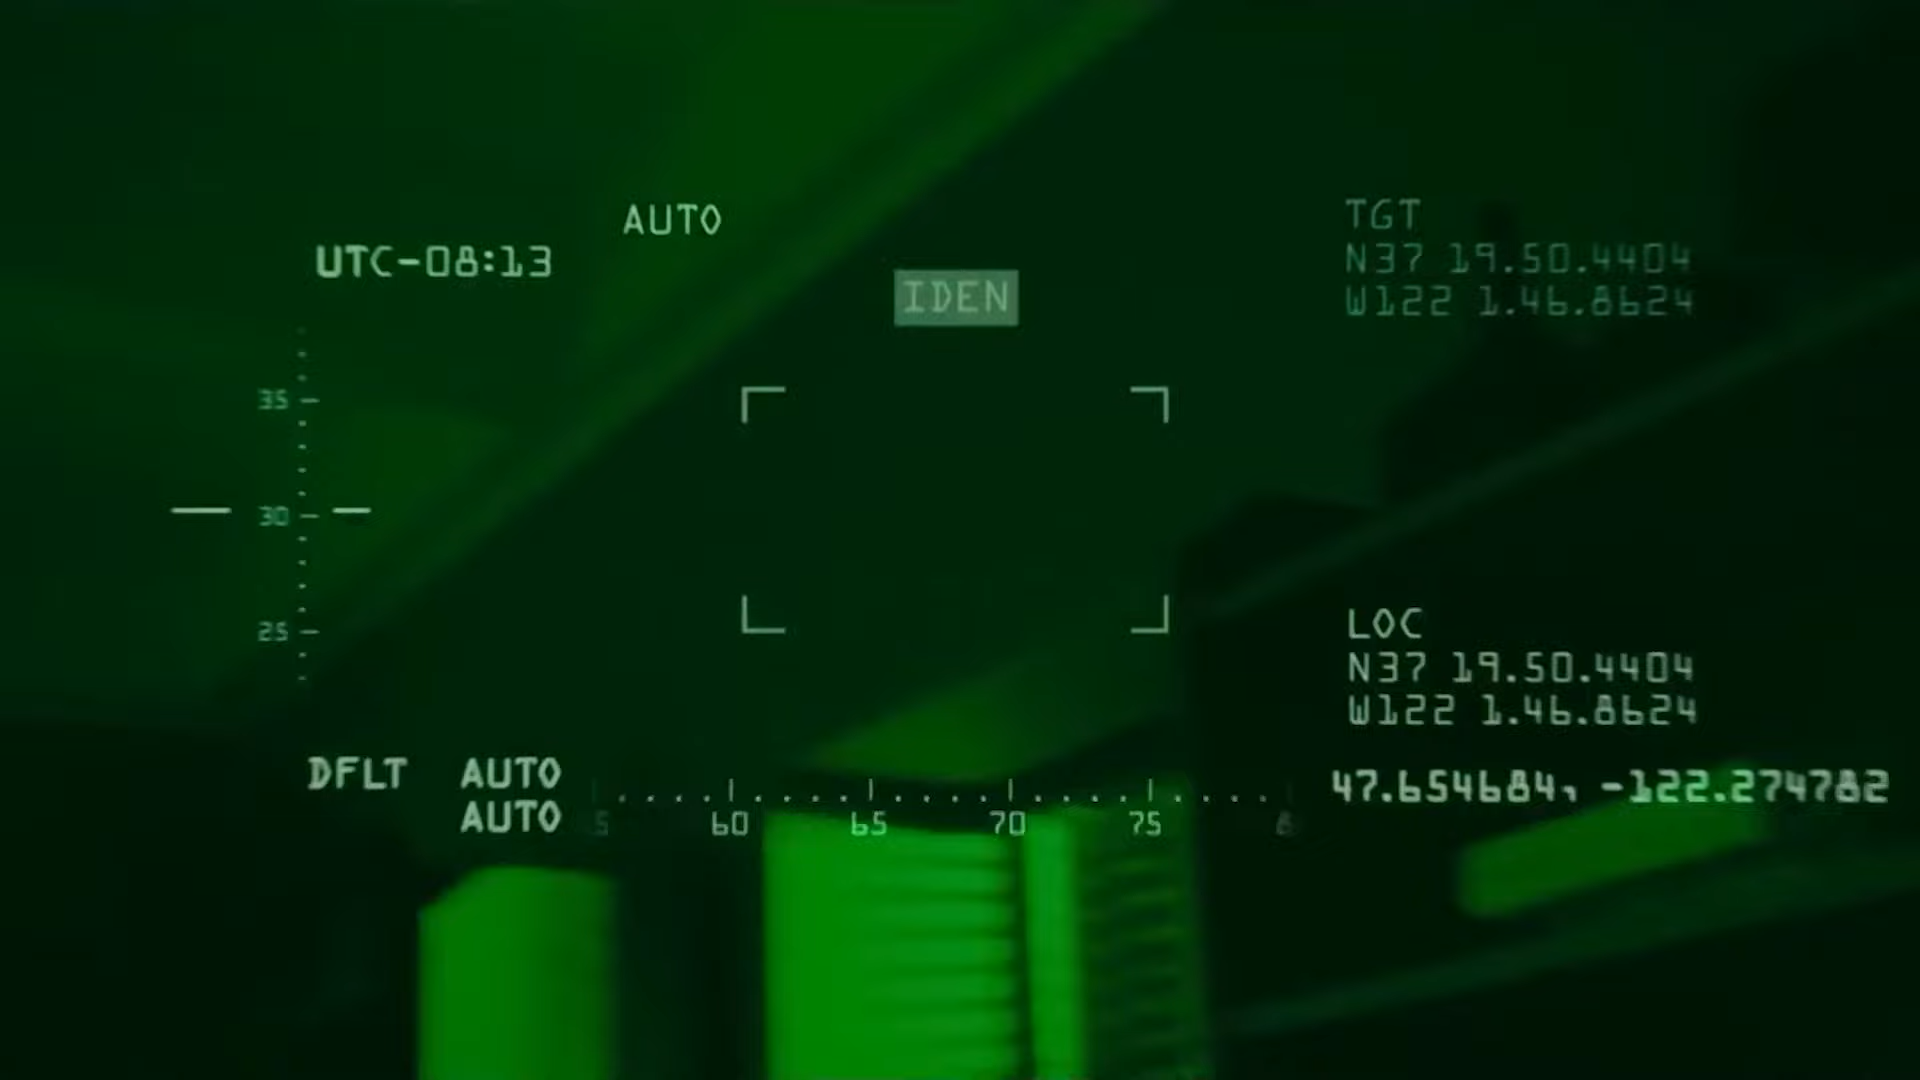 AUTO
UTC-08:13
IDEN
TGT
N37 19.50.4404
W122 1.46.8624
35
30
25
LOC
N37 19.50.4404
W122 1.46.8624
DFLT AUTO
AUTO
47.654684, -122.274782
60 65 70 75